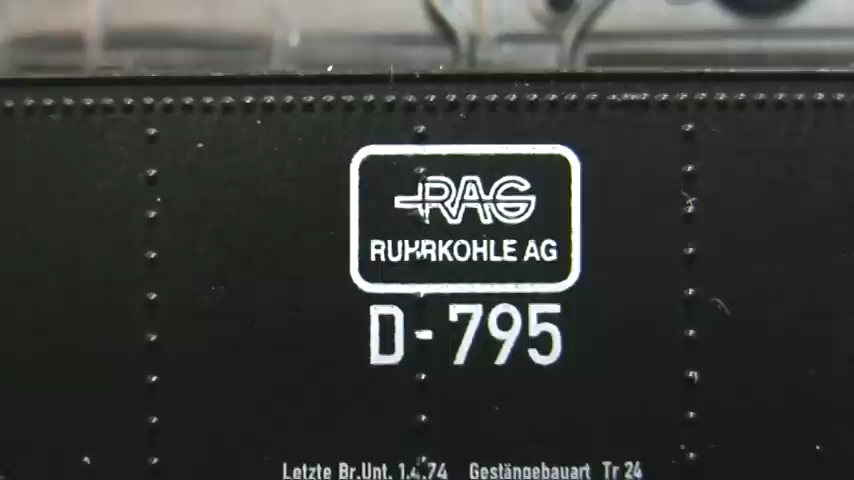 RAG
RUHRKOHLE AG
D-795
Letzte Br.Unt. 1.4.74 Gestängebauart Tr 24